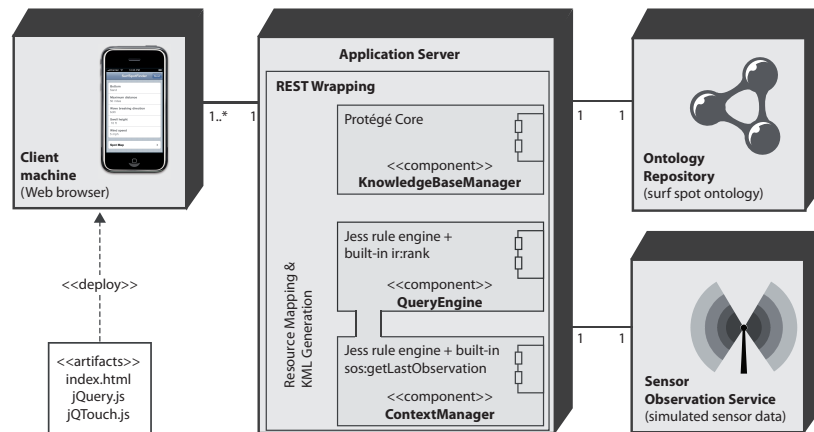 Client
machine
(Web browser)
<<deploy>>
<<artifacts>>
index.html
jQuery.js
jQTouch.js
1..*
1
Application Server
REST Wrapping
Resource Mapping &
KML Generation
Protégé Core
<<component>>
KnowledgeBaseManager
Jess rule engine +
built-in ir:rank
<<component>>
QueryEngine
Jess rule engine + built-in
sos:getLastObservation
<<component>>
ContextManager
1
1
Ontology
Repository
(surf spot ontology)
1
1
Sensor
Observation Service
(simulated sensor data)